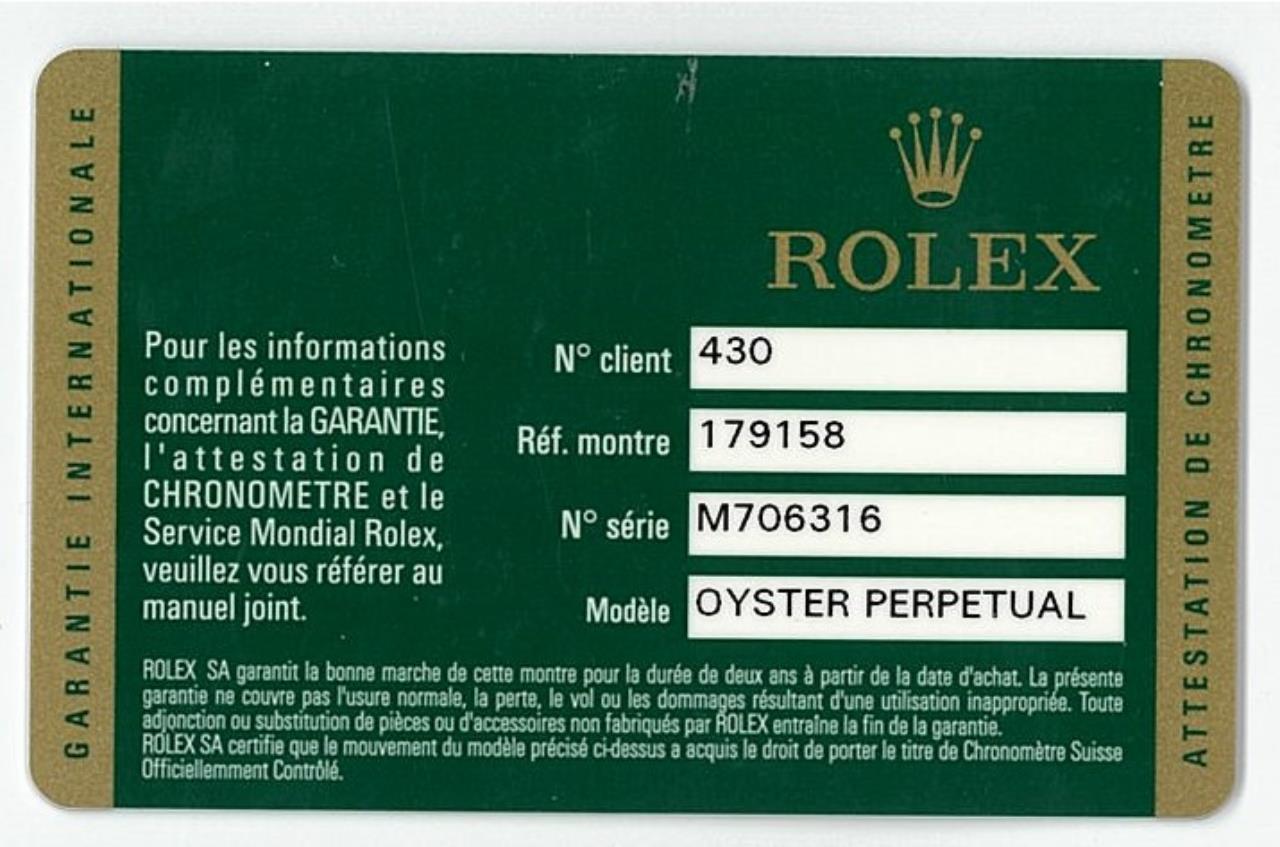 GARANTIE INTERNATIONALE
ROLEX
Pour les informations
complémentaires
concernant la GARANTIE,
l'attestation de
CHRONOMETRE et le
Service Mondial Rolex,
veuillez vous référer au
manuel joint.
N° client 430
Réf. montre 179158
N° série M706316
Modèle OYSTER PERPETUAL
ROLEX SA garantit la bonne marche de cette montre pour la durée de deux ans à partir de la date d'achat. La présente
garantie ne couvre pas l'usure normale, la perte, le vol ou les dommages résultant d'une utilisation inappropriée. Toute
adjonction ou substitution de pièces ou d'accessoires non fabriqués par ROLEX entraîne la fin de la garantie.
ROLEX SA certifie que le mouvement du modèle précisé ci-dessus a acquis le droit de porter le titre de Chronomètre Suisse
Officiellemment Contrôlé.
ATTESTATION DE CHRONOMETRE